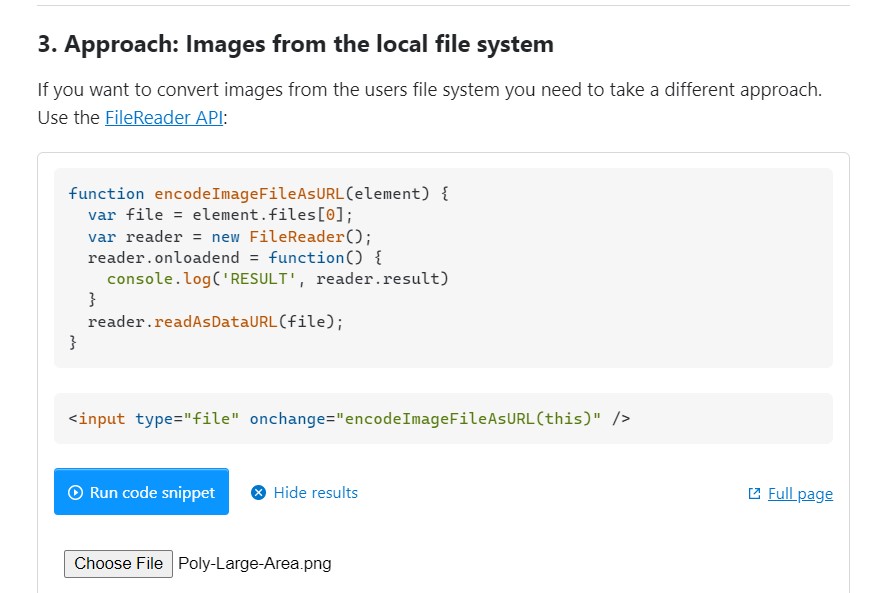 3. Approach: Images from the local file system
If you want to convert images from the users file system you need to take a different approach.
Use the FileReader API:
function encodeImageFileAsURL(element) {
  var file = element.files[0];
  var reader = new FileReader();
  reader.onloadend = function() {
    console.log('RESULT', reader.result)
  }
  reader.readAsDataURL(file);
}
<input type="file" onchange="encodeImageFileAsURL(this)" />
Run code snippet Hide results Full page
Choose File Poly-Large-Area.png